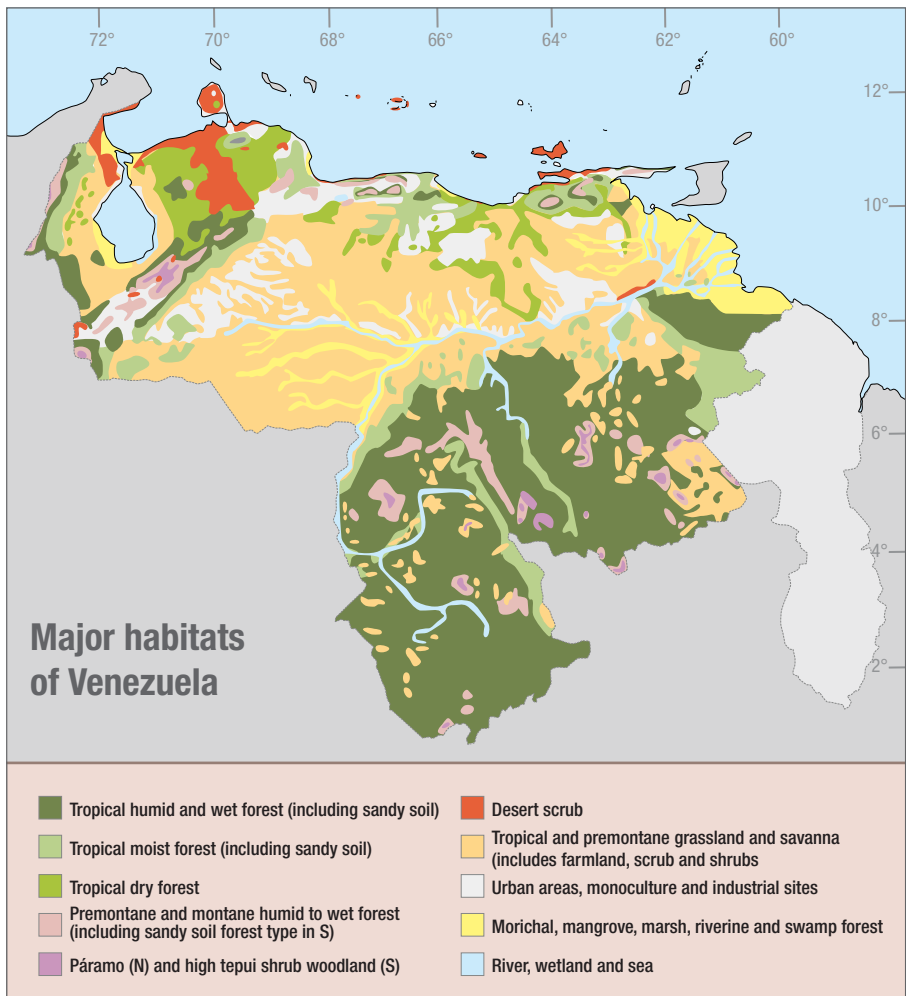 72°
70°
68°
66°
64°
62°
60°
12°
10°
8°
6°
4°
2°
Major habitats
of Venezuela
Tropical humid and wet forest (including sandy soil)
Tropical moist forest (including sandy soil)
Tropical dry forest
Premontane and montane humid to wet forest
(including sandy soil forest type in S)
Páramo (N) and high tepui shrub woodland (S)
Desert scrub
Tropical and premontane grassland and savanna
(includes farmland, scrub and shrubs
Urban areas, monoculture and industrial sites
Morichal, mangrove, marsh, riverine and swamp forest
River, wetland and sea